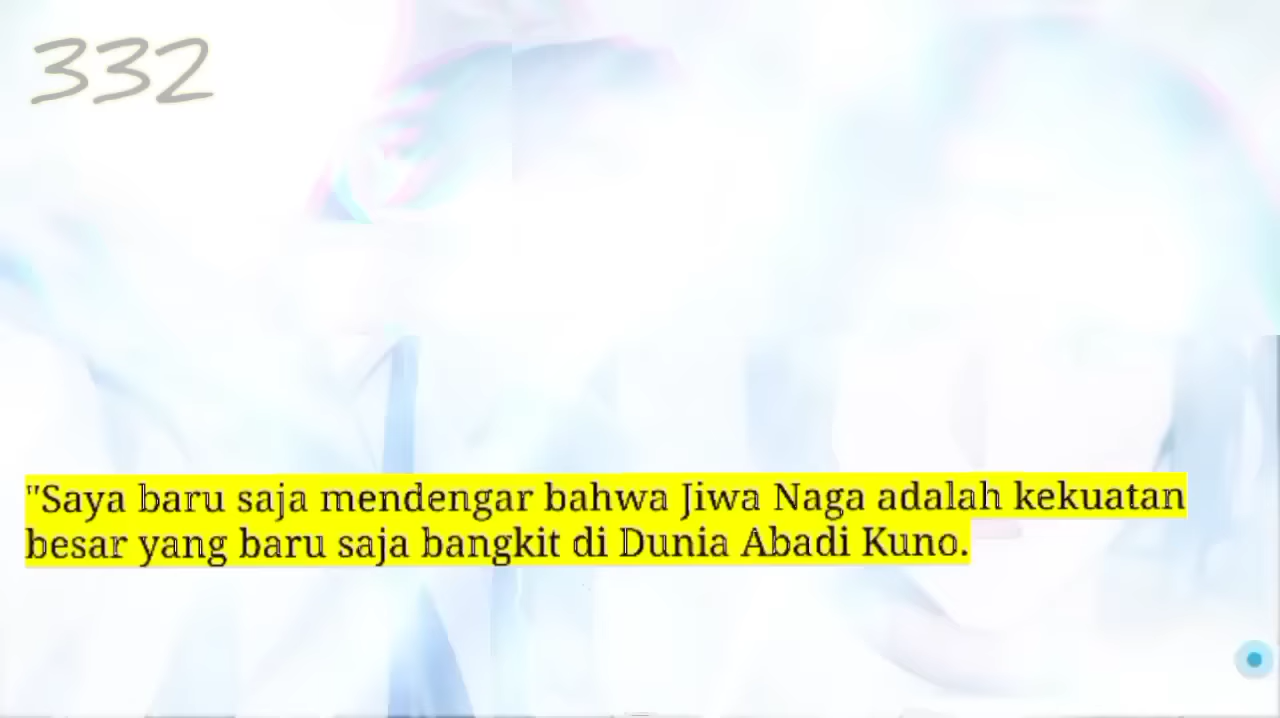 332
"Saya baru saja mendengar bahwa Jiwa Naga adalah kekuatan
besar yang baru saja bangkit di Dunia Abadi Kuno.